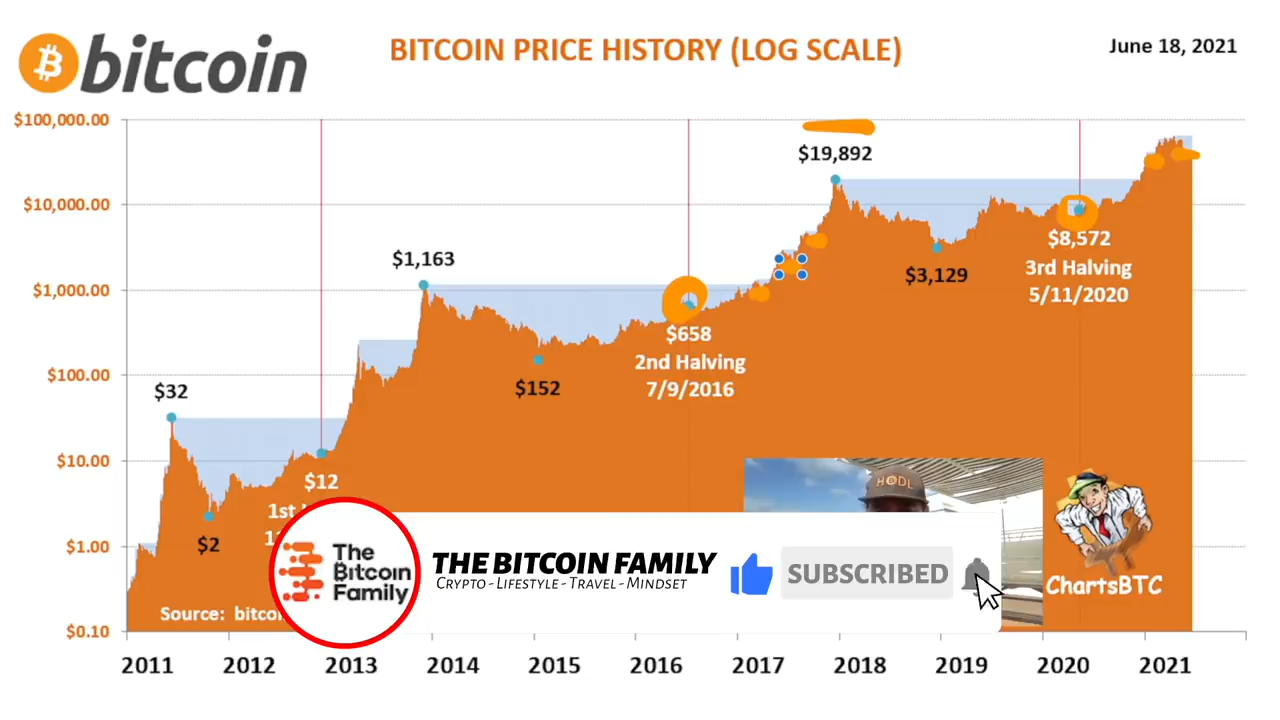 bitcoin
BITCOIN PRICE HISTORY (LOG SCALE)
June 18, 2021
$100,000.00
$10,000.00
$1,000.00
$100.00
$10.00
$1.00
$0.10
$32
$2
$12
1st
$1,163
$152
$658
2nd Halving
7/9/2016
$19,892
$3,129
$8,572
3rd Halving
5/11/2020
HODL
Source: bitcoin
The
Bitcoin
Family
THE BITCOIN FAMILY
CRYPTO - LIFESTYLE - TRAVEL - MINDSET
SUBSCRIBED
ChartsBTC
2011 2012 2013 2014 2015 2016 2017 2018 2019 2020 2021